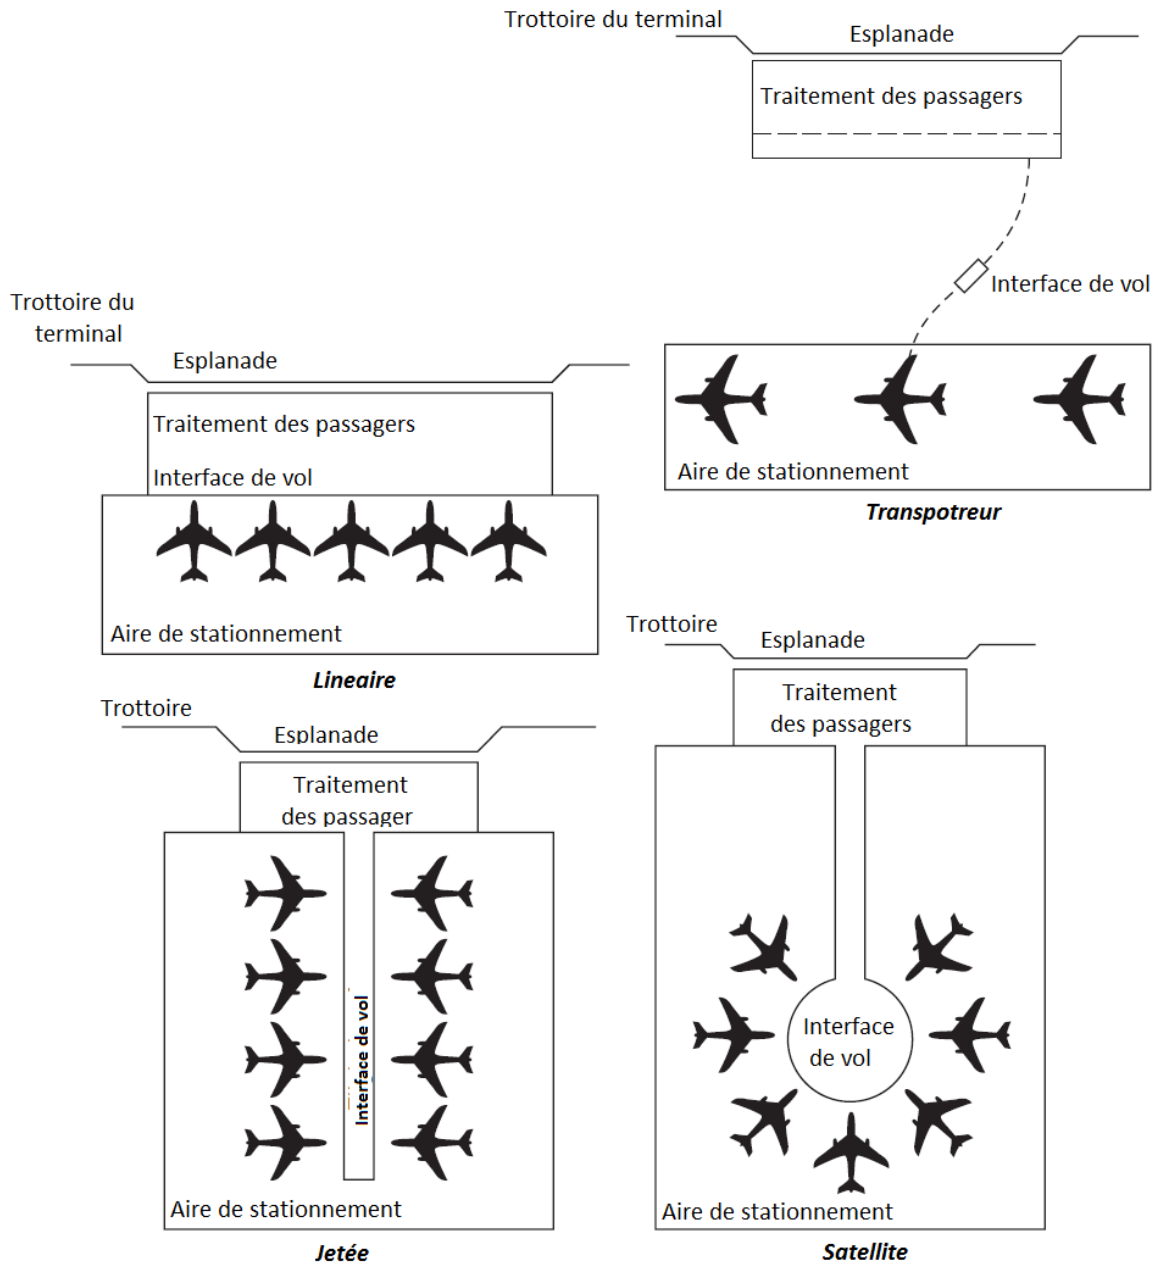 Trottoire du terminal
Esplanade
Traitement des passagers
Interface de vol
Aire de stationnement
Transpotreur
Trottoire du
terminal
Esplanade
Traitement des passagers
Interface de vol
Aire de stationnement
Lineaire
Trottoire
Esplanade
Traitement
des passager
Interface de vol
Aire de stationnement
Jetée
Trottoire
Esplanade
Traitement
des passagers
Interface
de vol
Aire de stationnement
Satellite